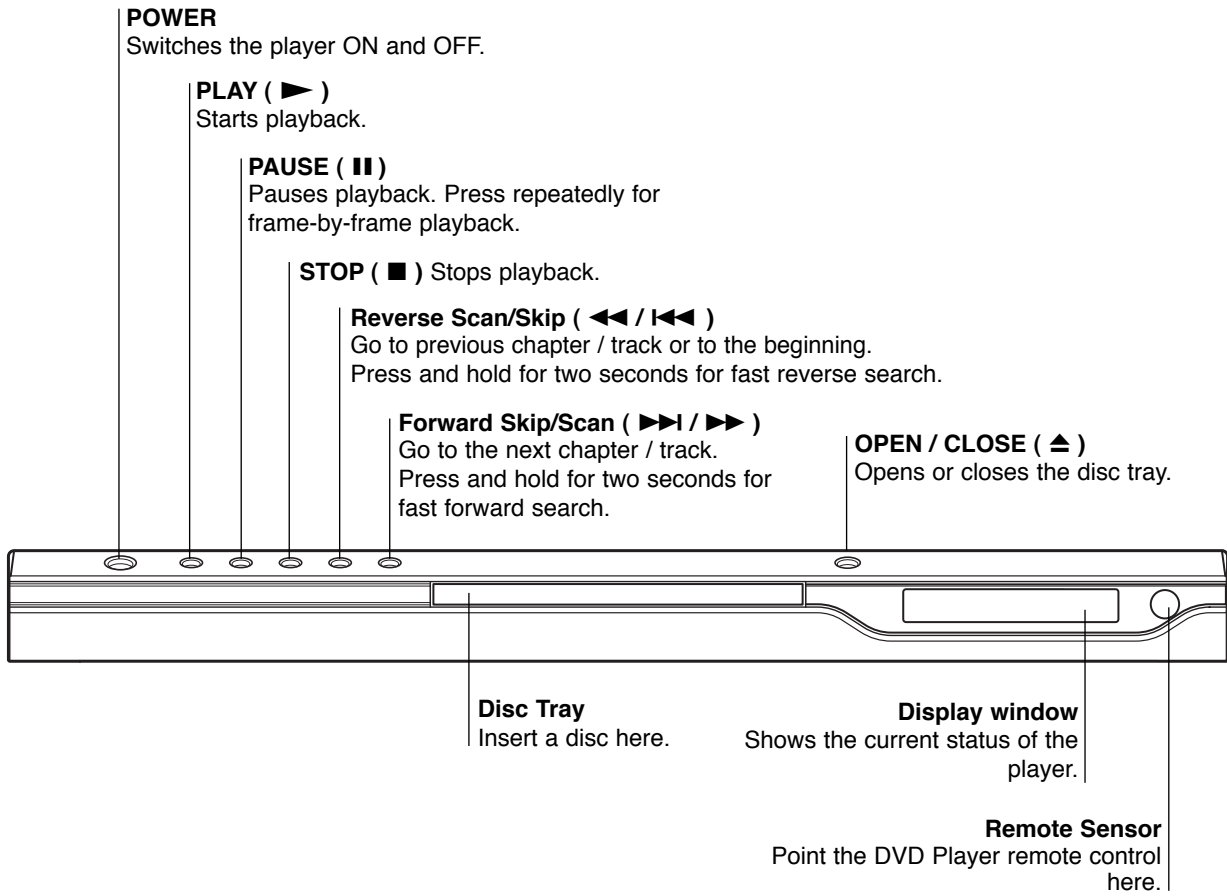 POWER
Switches the player ON and OFF.
PLAY ( ► )
Starts playback.
PAUSE ( ❚❚ )
Pauses playback. Press repeatedly for
frame-by-frame playback.
STOP ( ■ ) Stops playback.
Reverse Scan/Skip ( ◄◄ / I◄◄ )
Go to previous chapter / track or to the beginning.
Press and hold for two seconds for fast reverse search.
Forward Skip/Scan ( ►►I / ►► )
Go to the next chapter / track.
Press and hold for two seconds for
fast forward search.
OPEN / CLOSE ( ⏏ )
Opens or closes the disc tray.
Disc Tray
Insert a disc here.
Display window
Shows the current status of the
player.
Remote Sensor
Point the DVD Player remote control
here.